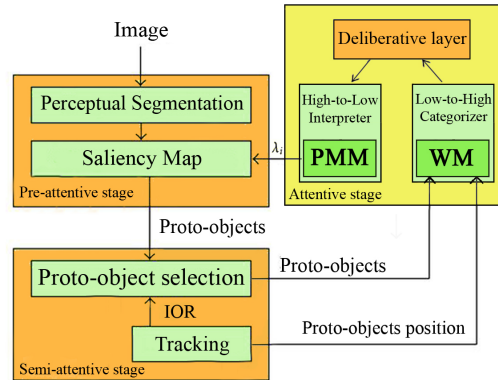 Image
Perceptual Segmentation
Saliency Map
Pre-attentive stage
Deliberative layer
High-to-Low
Interpreter
PMM
Low-to-High
Categorizer
WM
Attentive stage
λi
Proto-objects
Proto-object selection
Proto-objects
IOR
Tracking
Proto-objects position
Semi-attentive stage